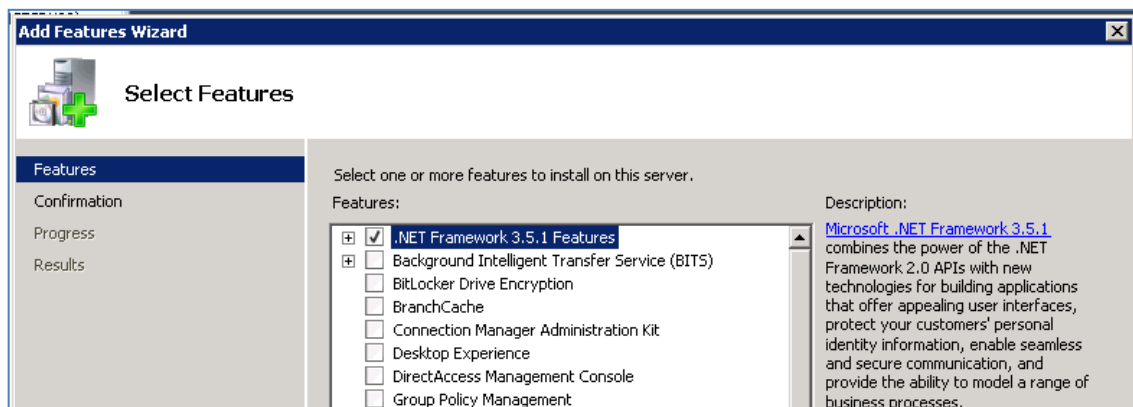 Add Features Wizard
Select Features
Features
Confirmation
Progress
Results
Select one or more features to install on this server.
Features:
.NET Framework 3.5.1 Features
Background Intelligent Transfer Service (BITS)
BitLocker Drive Encryption
BranchCache
Connection Manager Administration Kit
Desktop Experience
DirectAccess Management Console
Group Policy Management
Description:
Microsoft .NET Framework 3.5.1
combines the power of the .NET
Framework 2.0 APIs with new
technologies for building applications
that offer appealing user interfaces,
protect your customers' personal
identity information, enable seamless
and secure communication, and
provide the ability to model a range of
business processes.